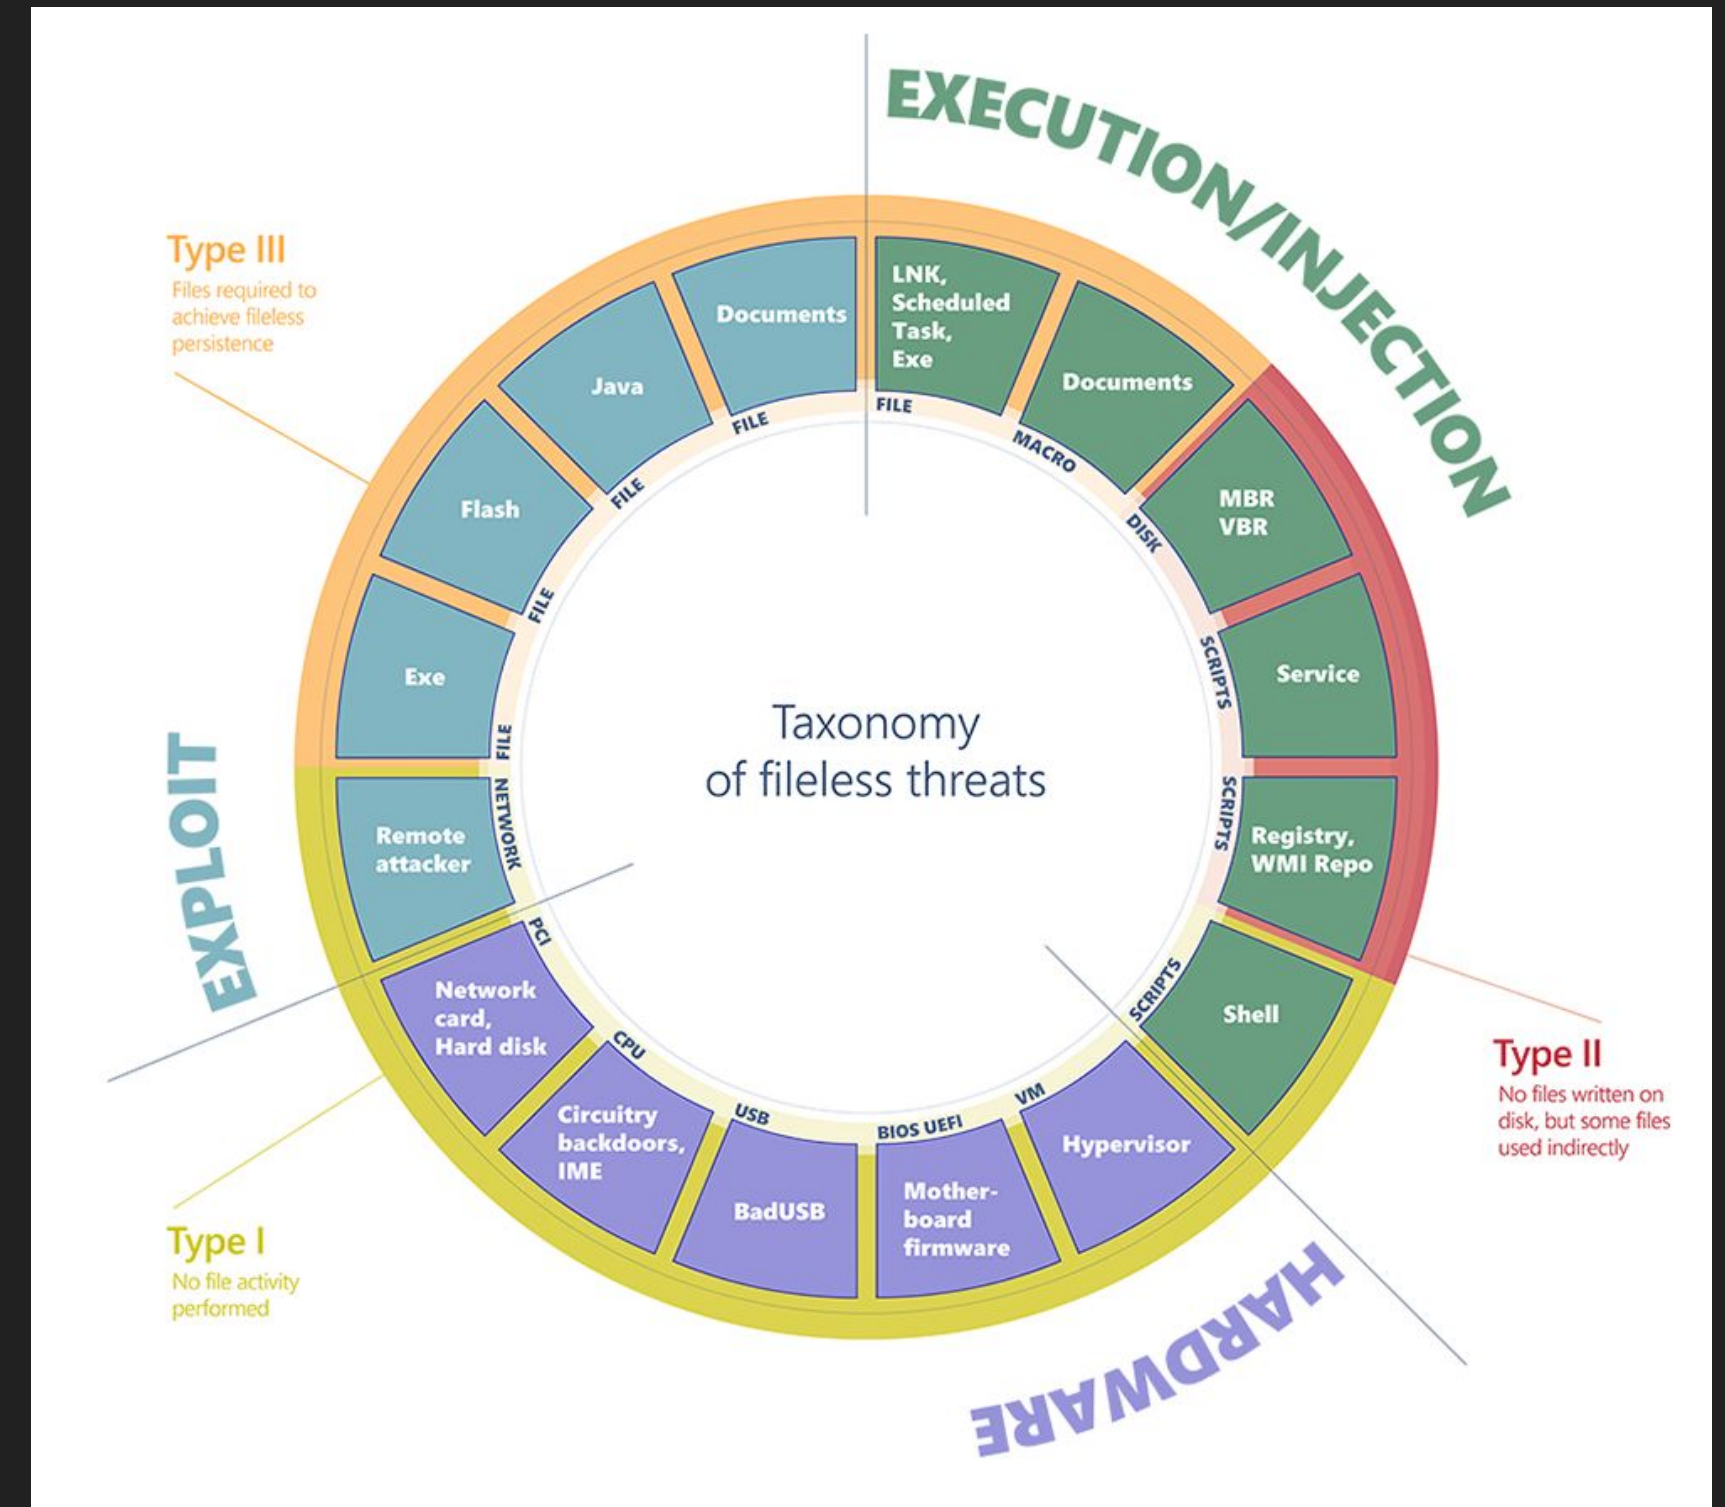 EXECUTION/INJECTION
Type III
Files required to
achieve fileless
persistence
Documents
LNK,
Scheduled
Task,
Exe
Java
Documents
FILE
FILE
MACRO
Flash
FILE
DISK
MBR
VBR
Exe
FILE
SCRIPTS
Service
FILE
Taxonomy
of fileless threats
EXPLOIT
Remote
attacker
NETWORK
SCRIPTS
Registry,
WMI Repo
PCI
Network
card,
Hard disk
SCRIPTS
Shell
CPU
Circuitry
backdoors,
IME
USB
BadUSB
BIOS UEFI
Mother-
board
firmware
VM
Hypervisor
Type II
No files written on
disk, but some files
used indirectly
Type I
No file activity
performed
HARDWARE